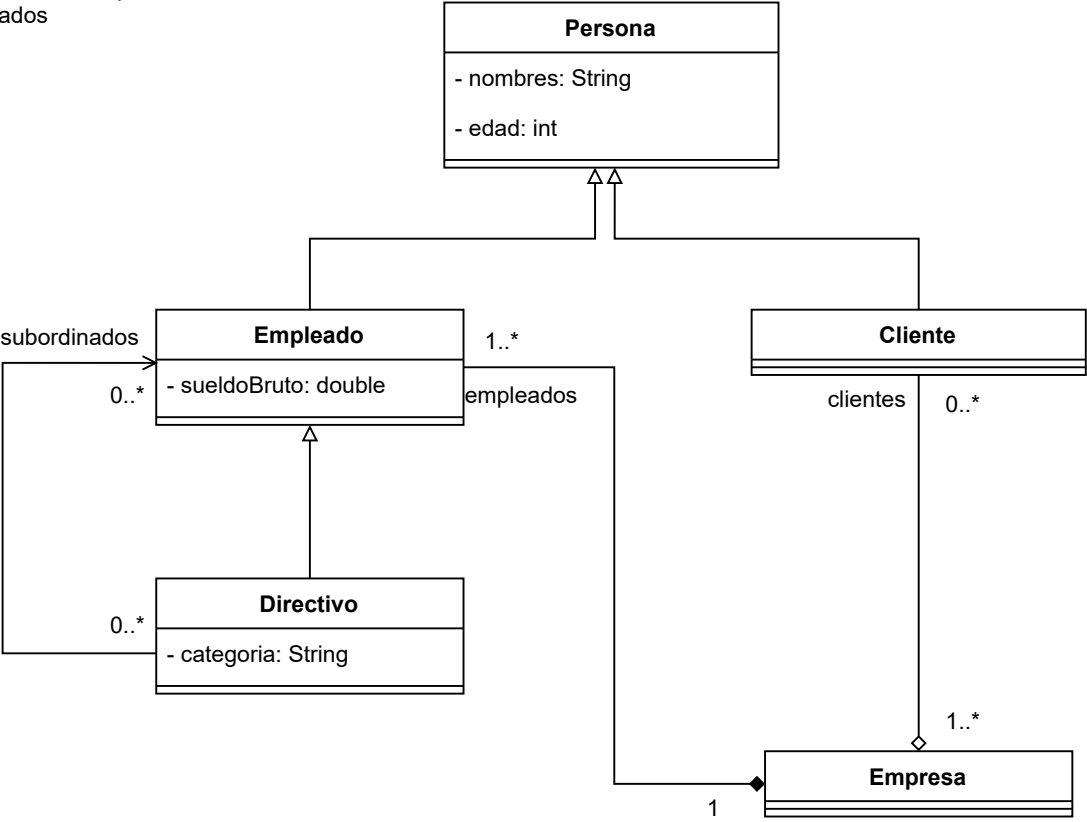 ados
Persona
- nombres: String
- edad: int
subordinados
Empleado
1..*
Cliente
0..*
- sueldoBruto: double
empleados
clientes
0..*
Directivo
0..*
- categoria: String
1..*
Empresa
1